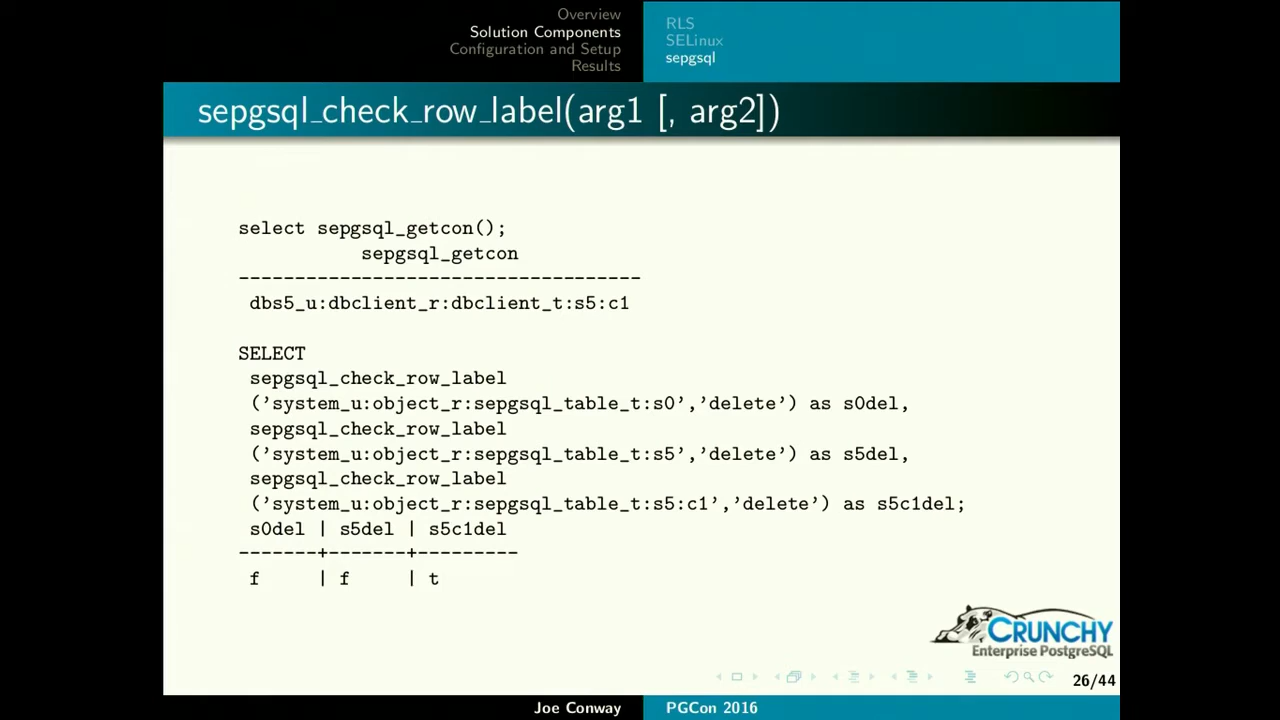 Overview
Solution Components
Configuration and Setup
Results
RLS
SELinux
sepgsql
sepgsql_check_row_label(arg1 [, arg2])
select sepgsql_getcon();
sepgsql_getcon
------------------------------------
dbs5_u:dbclient_r:dbclient_t:s5:c1
SELECT
sepgsql_check_row_label
('system_u:object_r:sepgsql_table_t:s0','delete') as s0del,
sepgsql_check_row_label
('system_u:object_r:sepgsql_table_t:s5','delete') as s5del,
sepgsql_check_row_label
('system_u:object_r:sepgsql_table_t:s5:c1','delete') as s5c1del;
s0del | s5del | s5c1del
-------+-------+---------
f | f | t
CRUNCHY
Enterprise PostgreSQL
26/44
Joe Conway
PGCon 2016